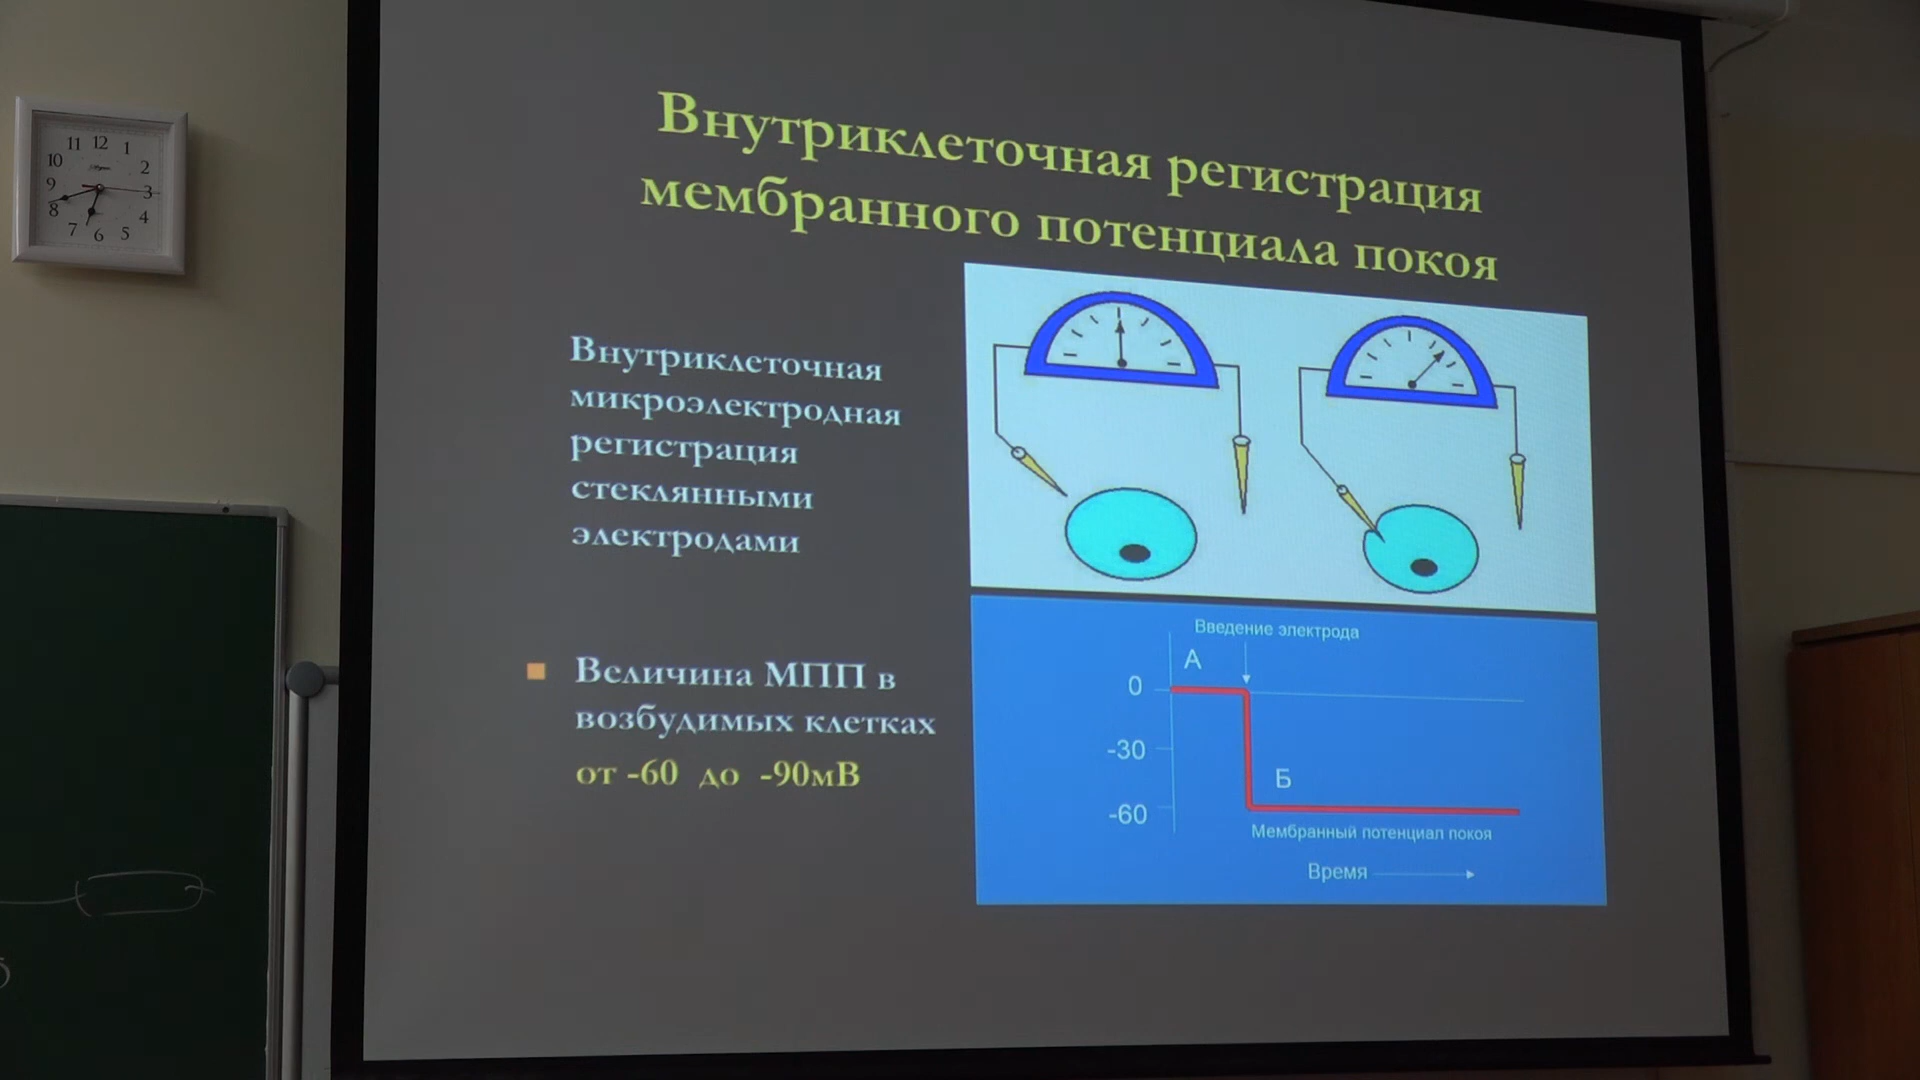 11 12 1
10 2
9 3
8 4
7 6 5
Внутриклеточная регистрация
мембранного потенциала покоя
Внутриклеточная
микроэлектродная
регистрация
стеклянными
электродами
Величина МПП в
возбудимых клетках
от -60 до -90мВ
Введение электрода
А
0
-30
Б
-60
Мембранный потенциал покоя
Время